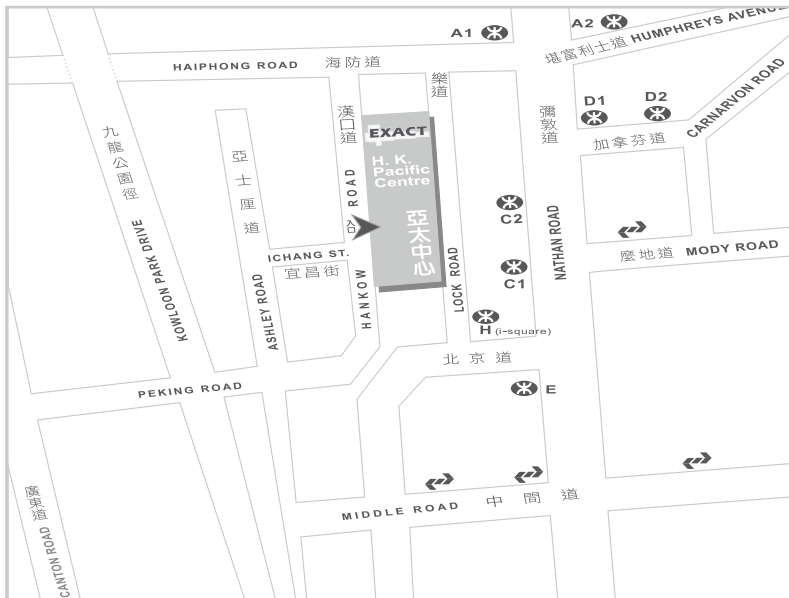 A1
A2
堪富利士道 HUMPHREYS AVENUE
HAIPHONG ROAD 海防道
樂道
漢口道
彌敦道
D1
D2
CARNARVON ROAD
加拿芬道
九龍公園徑
亞士厘道
EXACT
H. K.
Pacific
Centre
亞太中心
C2
C1
NATHAN ROAD
麼地道 MODY ROAD
KOWLOON PARK DRIVE
ICHANG ST.
宜昌街
ASHLEY ROAD
HANKOW
ROAD
LOCK ROAD
H (i-square)
北京道
PEKING ROAD
E
MIDDLE ROAD 中間道
廣東道
CANTON ROAD